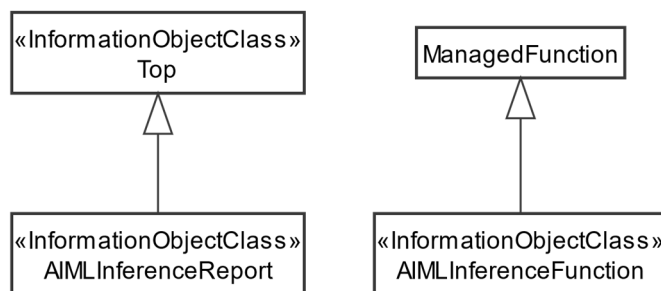 «InformationObjectClass»
Top
ManagedFunction
«InformationObjectClass»
AIMLInferenceReport
«InformationObjectClass»
AIMLInferenceFunction